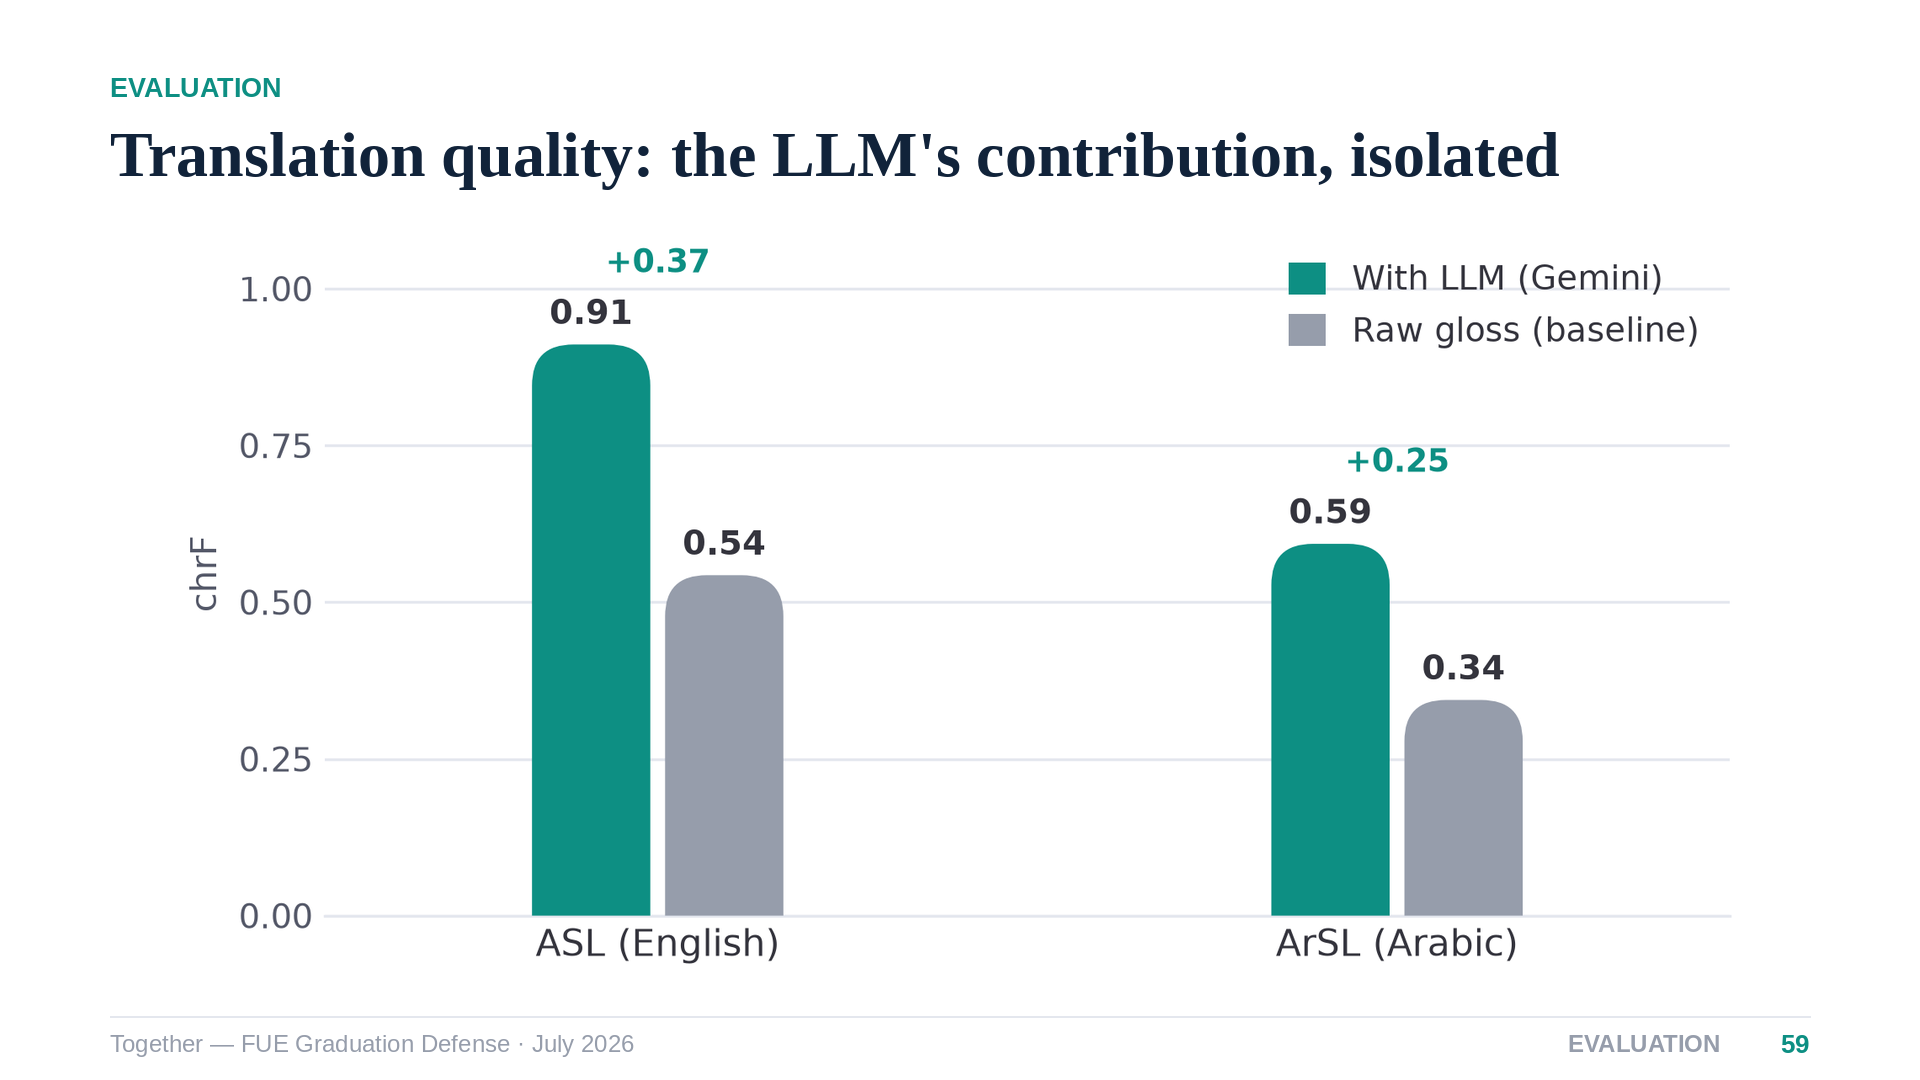 EVALUATION
Translation quality: the LLM's contribution, isolated
+0.37
1.00
0.91
With LLM (Gemini)
Raw gloss (baseline)
0.75
+0.25
0.59
0.54
chrF
0.50
0.34
0.25
0.00
ASL (English)
ArSL (Arabic)
Together — FUE Graduation Defense · July 2026
EVALUATION
59